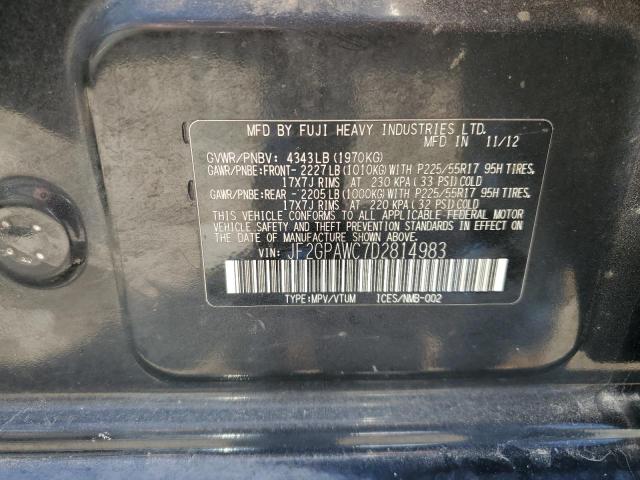 MFD BY FUJI HEAVY INDUSTRIES LTD.
MFD IN 11/12
GVWR/PNBV: 4343LB(1970KG)
GAWR/PNBE:FRONT-2227LB(1010KG)WITH P225/55R17 95H TIRES,
17X7J RIMS AT 230 KPA(33 PSI)COLD
GAWR/PNBE:REAR -2205LB(1000KG)WITH P225/55R17 95H TIRES,
17X7J RIMS AT 220 KPA(32 PSI)COLD
THIS VEHICLE CONFORMS TO ALL APPLICABLE FEDERAL MOTOR
VEHICLE SAFETY AND THEFT PREVENTION STANDARDS IN EFFECT ON
THE DATE OF MANUFACTURE SHOWN ABOVE.
VIN: JF2GPAWC7D2814983
TYPE:MPV/VTUM ICES/NMB-002